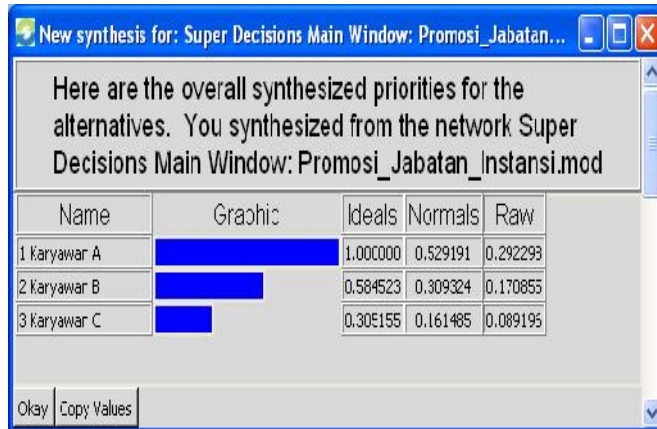 New synthesis for: Super Decisions Main Window: Promosi_Jabatan...
Here are the overall synthesized priorities for the
alternatives. You synthesized from the network Super
Decisions Main Window: Promosi_Jabatan_Instansi.mod
Name Graphic Ideals Normals Raw
1 Karyawan A 1.000000 0.529191 0.292293
2 Karyawan B 0.584523 0.309324 0.170855
3 Karyawan C 0.305155 0.161485 0.089195
Okay Copy Values